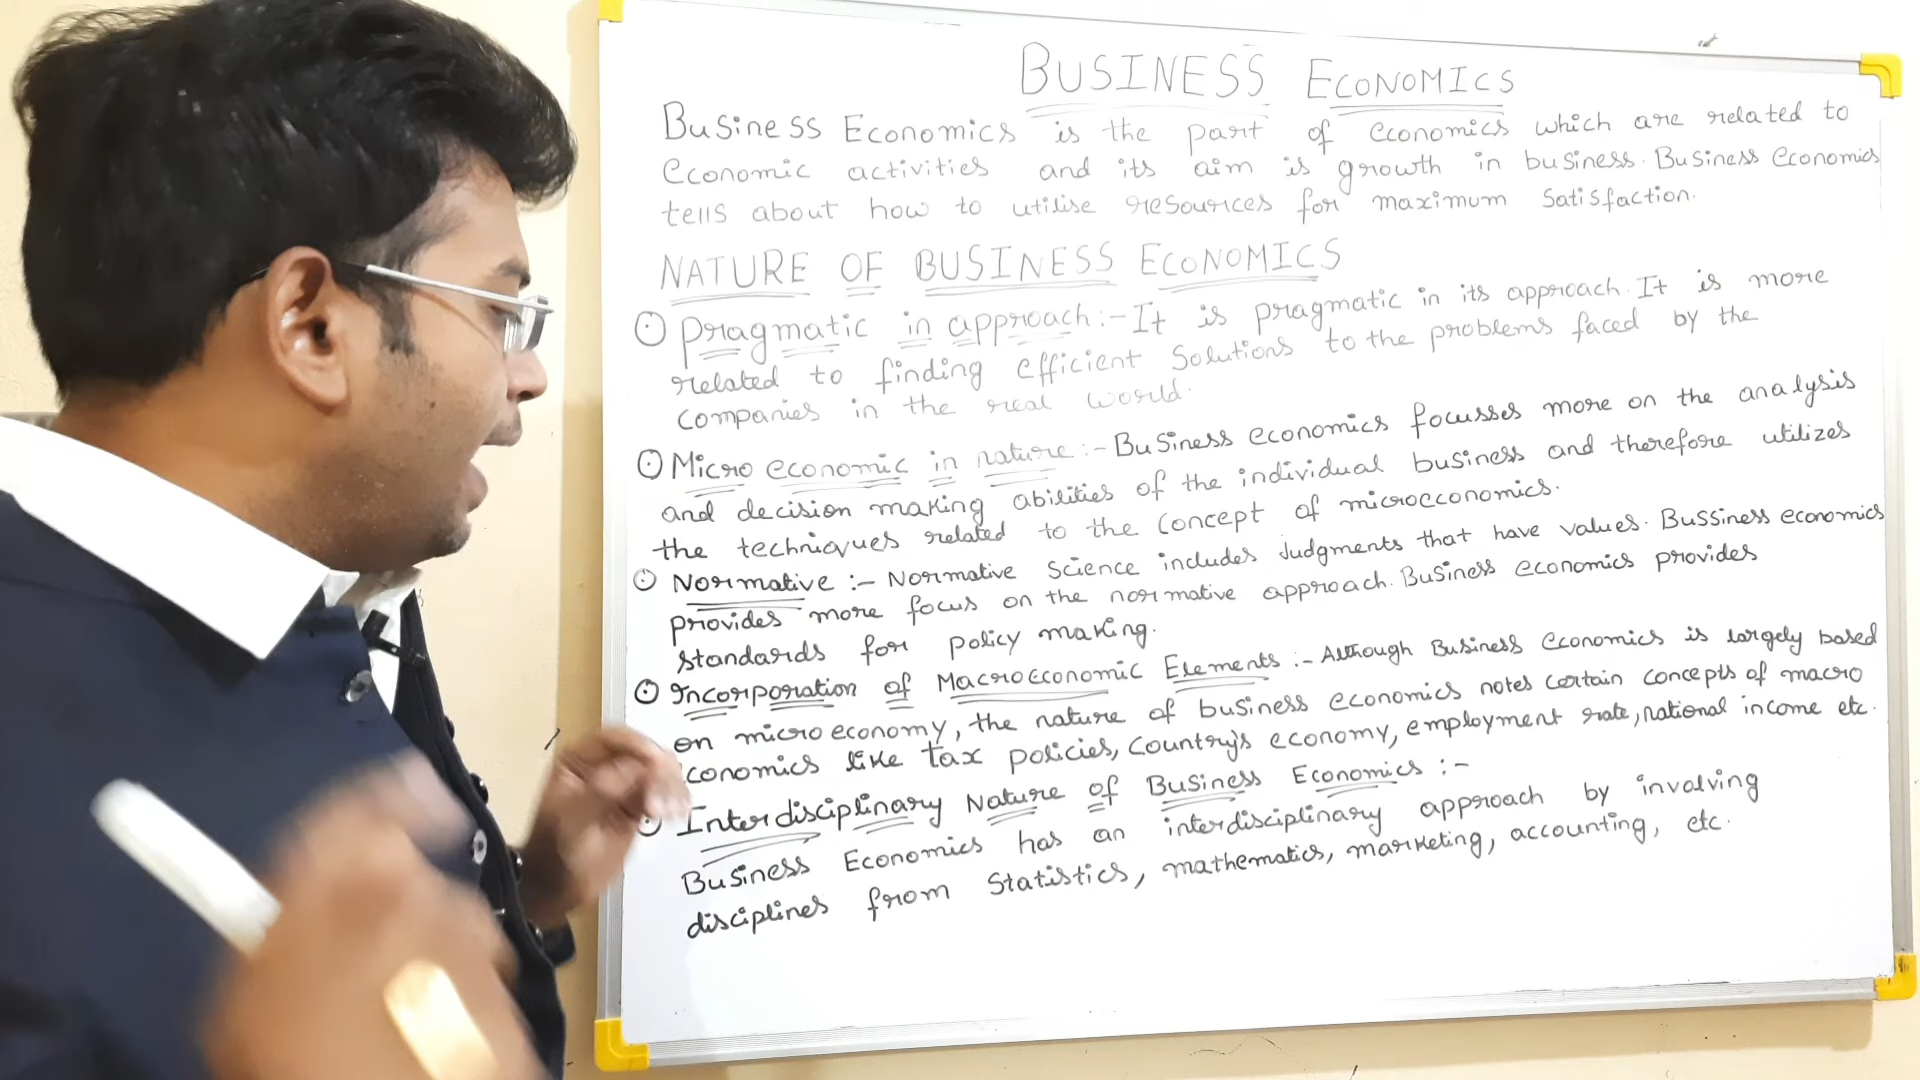 BUSINESS ECONOMICS
Business Economics is the part of economics which are related to
economic activities and its aim is growth in business. Business economics
tells about how to utilise resources for maximum satisfaction.
NATURE OF BUSINESS ECONOMICS
Pragmatic in approach:- It is pragmatic in its approach. It is more
related to finding efficient solutions to the problems faced by the
companies in the real world.
Micro economic in nature:- Business economics focusses more on the analysis
and decision making abilities of the individual business and therefore utilizes
the techniques related to the concept of microeconomics.
Normative:- Normative science includes Judgments that have values. Bussiness economics
provides more focus on the normative approach. Business economics provides
standards for policy making.
Incorporation of Macroeconomic Elements:- Although Business economics is largely based
on micro economy, the nature of business economics notes certain concepts of macro
conomics like tax policies, Country's economy, employment rate, national income etc.
Interdisciplinary Nature of Business Economics:-
Business Economics has an interdisciplinary approach by involving
disciplines from Statistics, mathematics, marketing, accounting, etc.